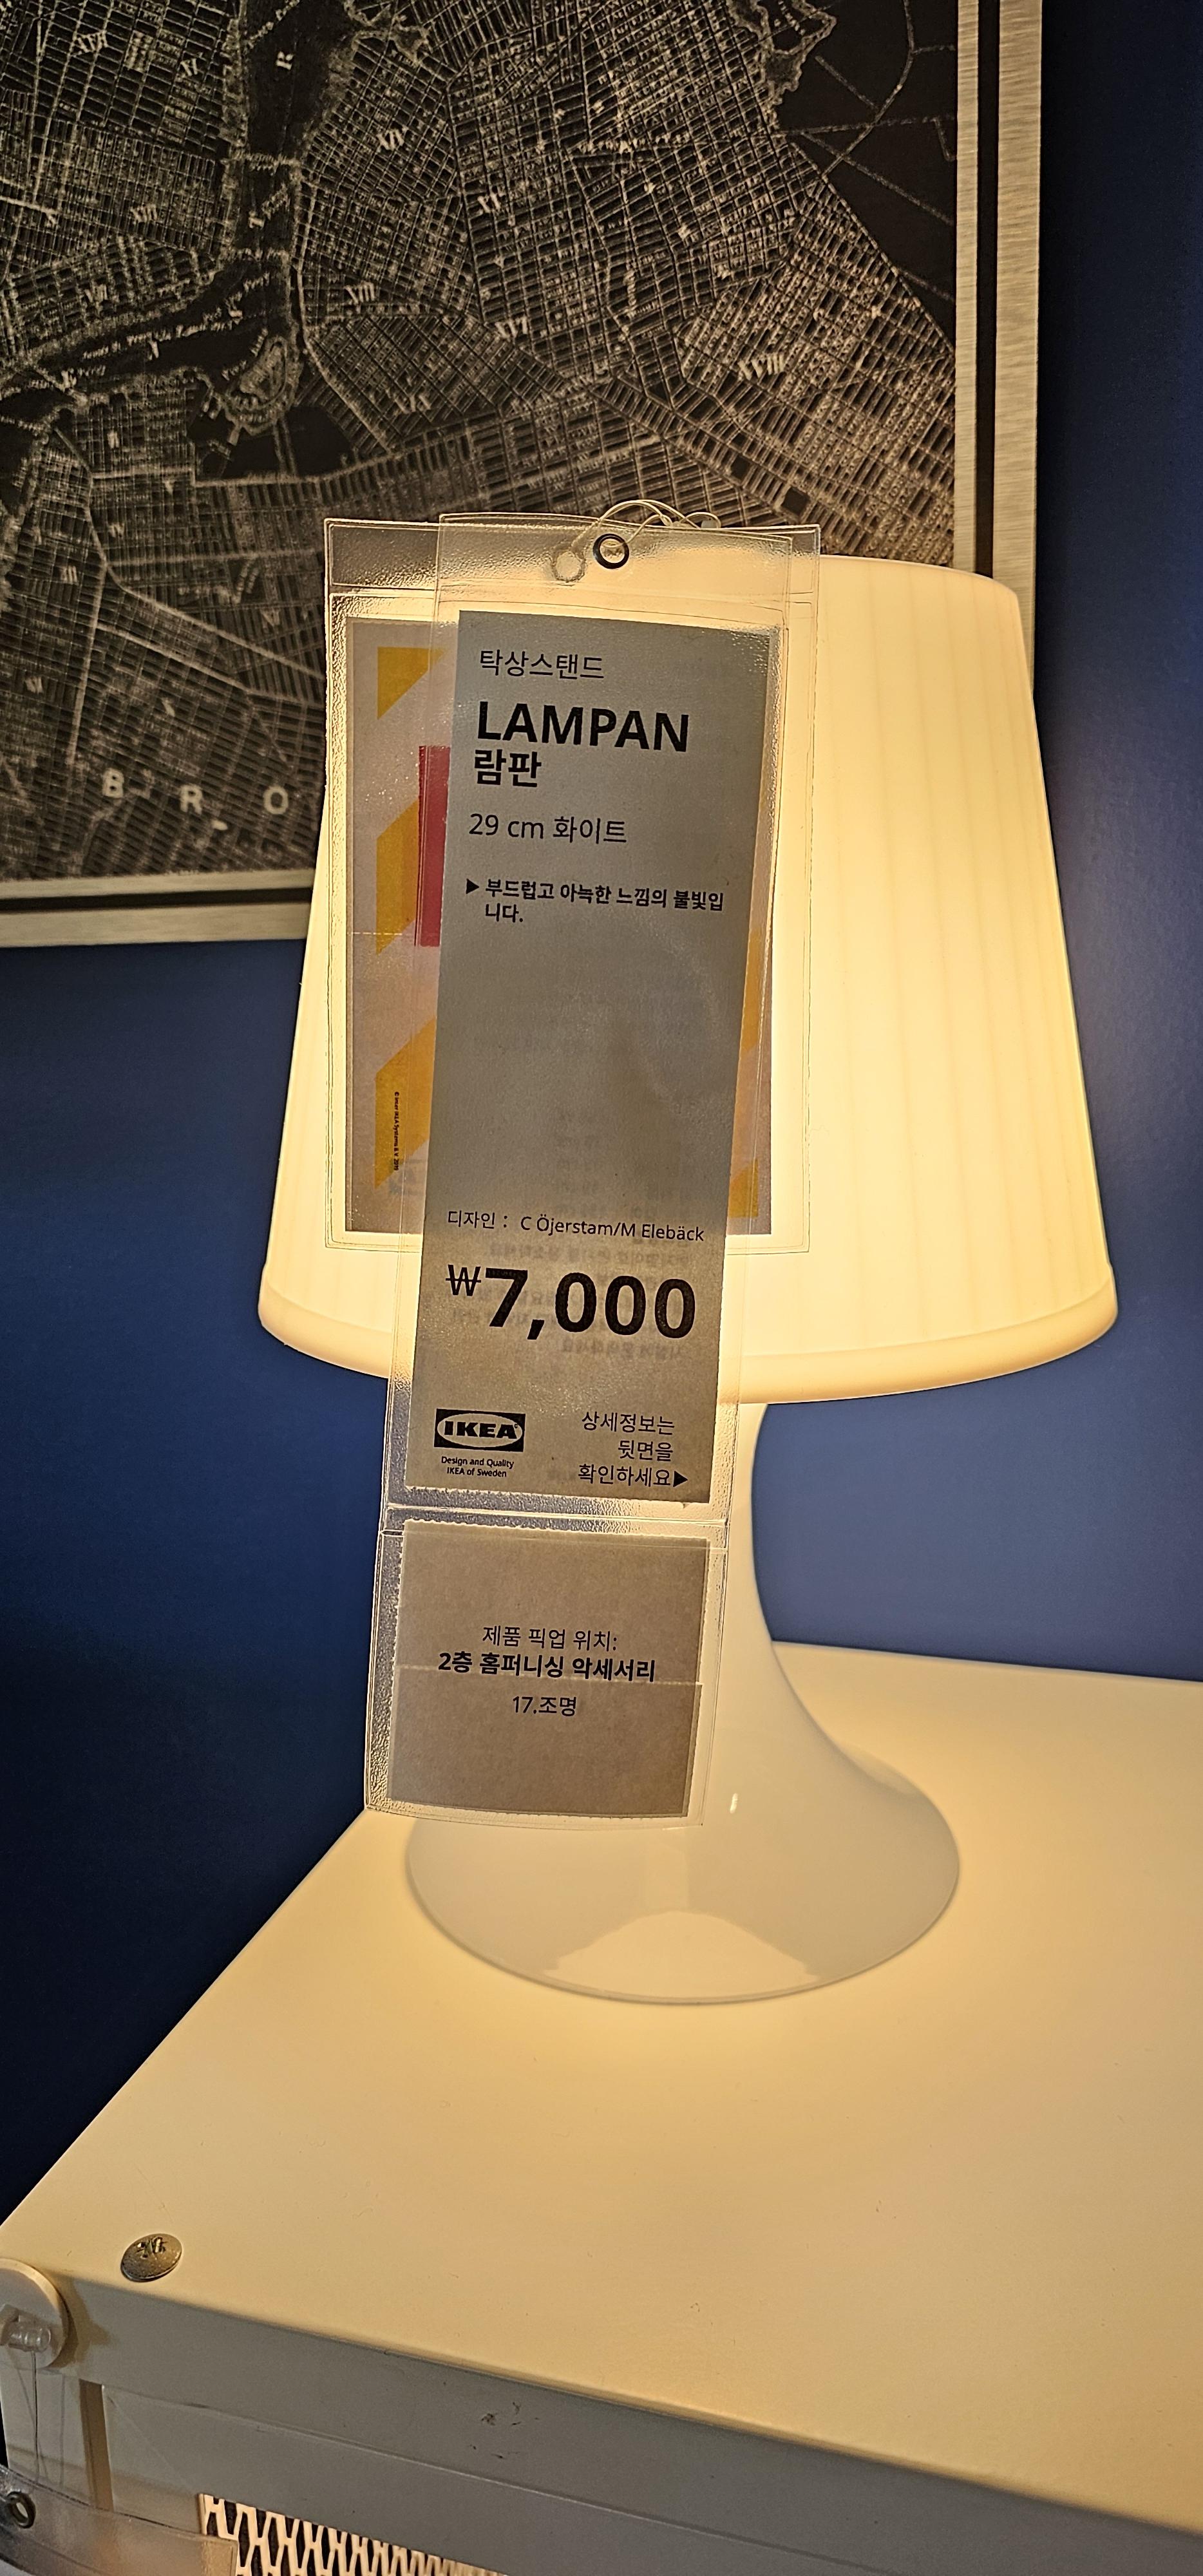 탁상스탠드
LAMPAN
람판
29 cm 화이트
▶ 부드럽고 아늑한 느낌의 불빛입
니다.
디자인 : C Öjerstam/M Elebäck
₩7,000
IKEA
Design and Quality
IKEA of Sweden
상세정보는
뒷면을
확인하세요▶
제품 픽업 위치:
2층 홈퍼니싱 악세서리
17.조명
B R O
XVI
XVIII